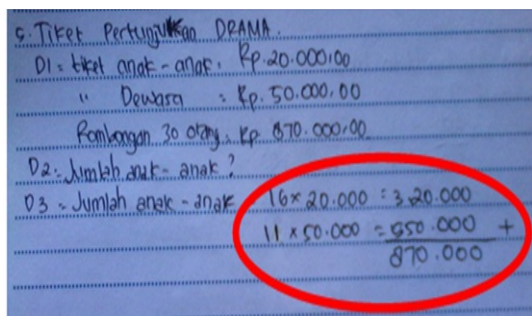 5. Tiket Pertunjukan DRAMA.
D1 = tiket anak-anak : Rp. 20.000,00
" Dewasa : Rp. 50.000,00
Rombongan 30 orang : Rp 870.000,00
D2 = Jumlah anak-anak ?
D3 = Jumlah anak-anak 16 x 20.000 = 320.000
11 x 50.000 = 550.000 +
870.000